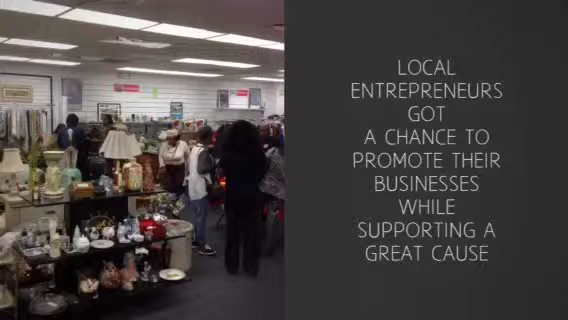 LOCAL
ENTREPRENEURS
GOT
A CHANCE TO
PROMOTE THEIR
BUSINESSES
WHILE
SUPPORTING A
GREAT CAUSE